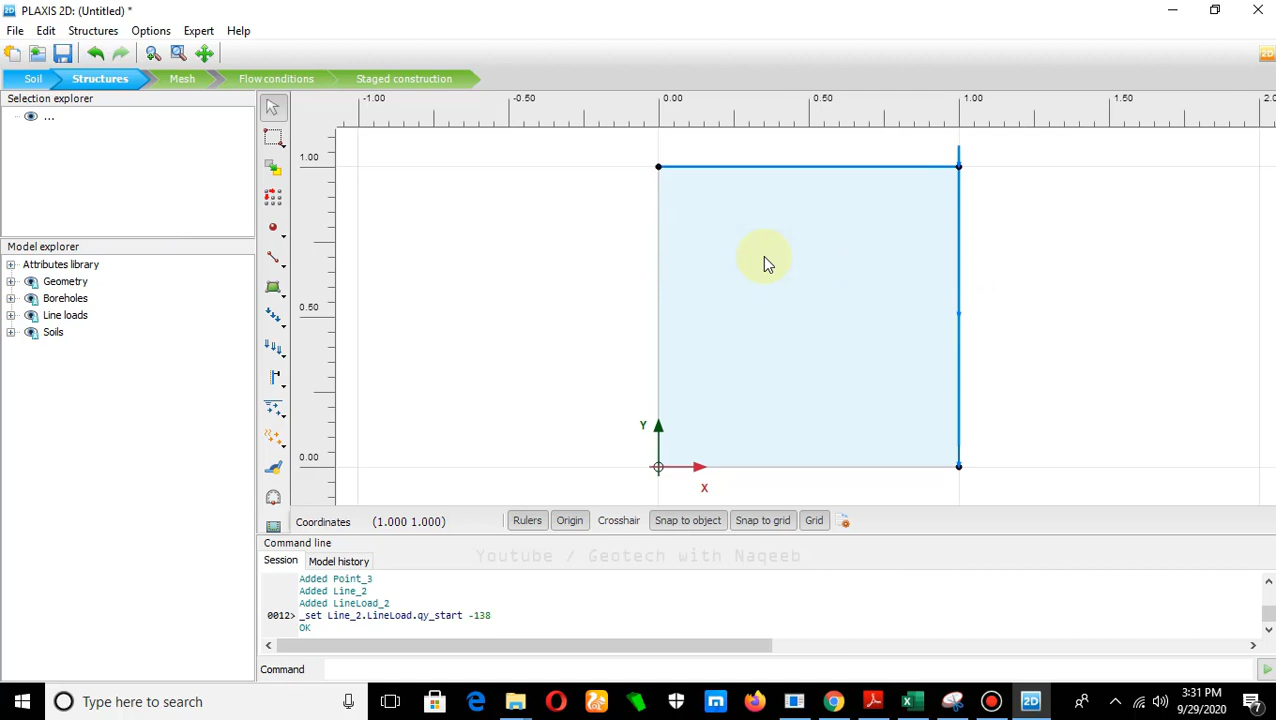 PLAXIS 2D: (Untitled) *
File Edit Structures Options Expert Help
Soil Structures Mesh Flow conditions Staged construction
Selection explorer
...
Model explorer
Attributes library
Geometry
Boreholes
Line loads
Soils
-1.00 -0.50 0.00 0.50 1.00 1.50 2.0
1.00
0.50
0.00
Y
X
Coordinates (1.000 1.000) Rulers Origin Crosshair Snap to object Snap to grid Grid
Command line
Youtube / Geotech with Naqeeb
Session Model history
Added Point_3
Added Line_2
Added LineLoad_2
0012> _set Line_2.LineLoad.qy_start -138
OK
Command
Type here to search
3:31 PM
9/29/2020
7
2D